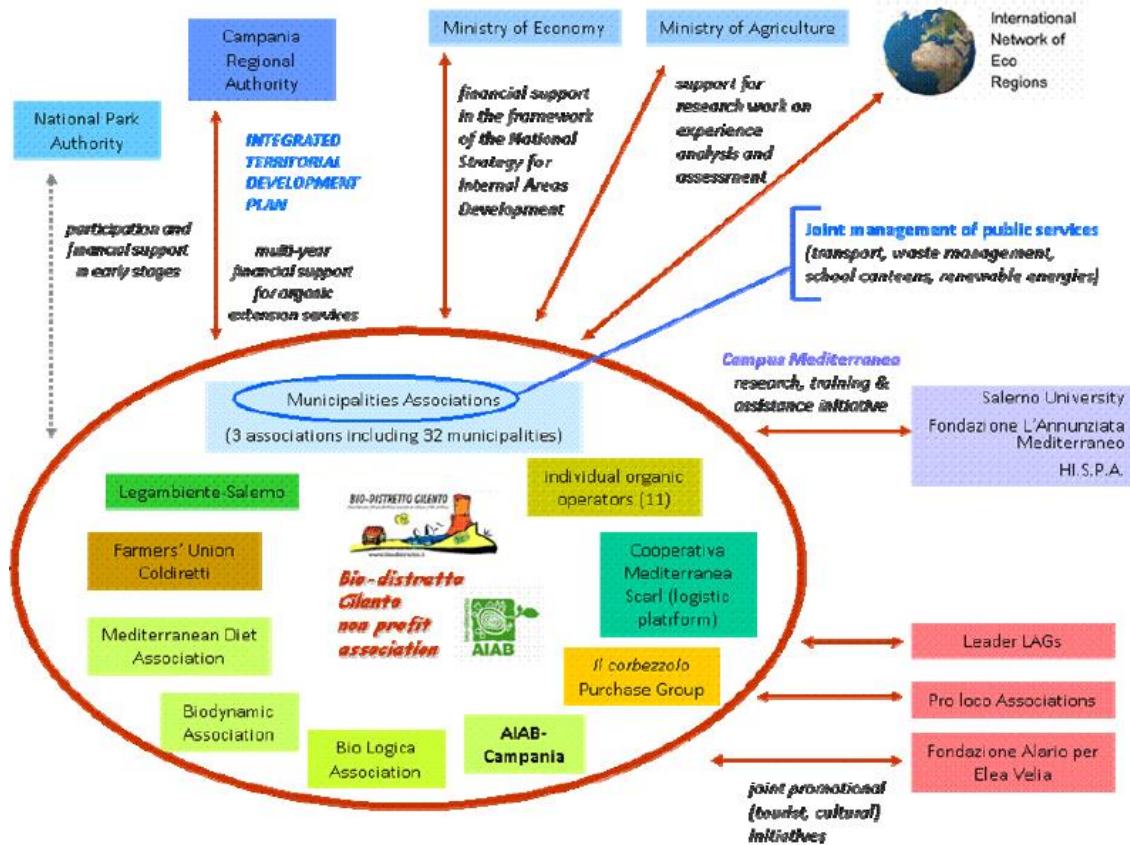 Campania
Regional
Authority
Ministry of Economy
Ministry of Agriculture
International
Network of
Eco
Regions
National Park
Authority
INTEGRATED
TERRITORIAL
DEVELOPMENT
PLAN
financial support
in the framework
of the National
Strategy for
Internal Areas
Development
support for
research work on
experience
analysis and
assessment
participation and
financial support
in early stages
multi-year
financial support
for organic
extension services
Joint management of public services
(transport, waste management,
school canteens, renewable energies)
Campus Mediterraneo
research, training &
assistance initiative
Salerno University
Fondazione L'Annunziata
Mediterraneo
HI.S.P.A.
Municipalities Associations
(3 associations including 32 municipalities)
Legambiente-Salerno
individual organic
operators (11)
BIO-DISTRETTO CILENTO
Farmers' Union
Coldiretti
Cooperativa
Mediterranea
Scarl (logistic
platriform)
Bio-distretto
Cilento
non profit
association
AIAB
Mediterranean Diet
Association
Il corbezzolo
Purchase Group
Leader LAGs
Biodynamic
Association
Pro loco Associations
AIAB-
Campania
Bio Logica
Association
Fondazione Alario per
Elea Velia
joint promotional
(tourist, cultural)
initiatives